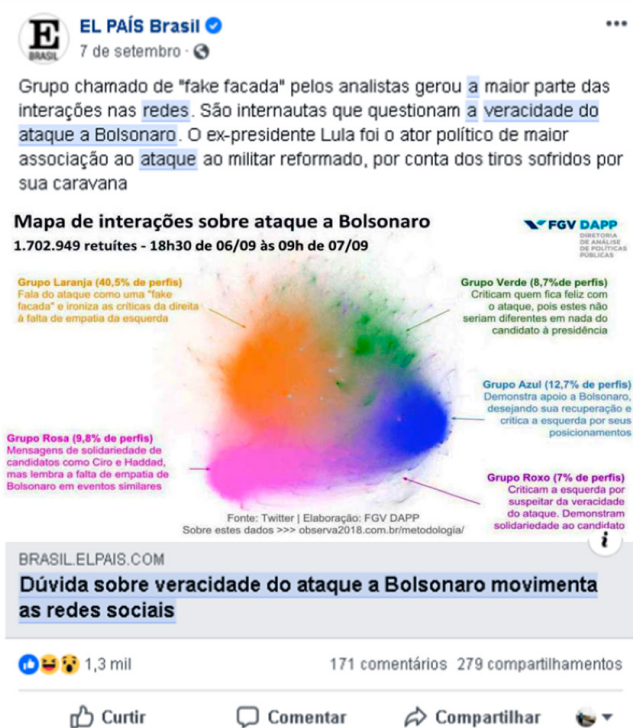 EL PAÍS Brasil
7 de setembro ·
Grupo chamado de "fake facada" pelos analistas gerou a maior parte das
interações nas redes. São internautas que questionam a veracidade do
ataque a Bolsonaro. O ex-presidente Lula foi o ator político de maior
associação ao ataque ao militar reformado, por conta dos tiros sofridos por
sua caravana
Mapa de interações sobre ataque a Bolsonaro
1.702.949 retuítes - 18h30 de 06/09 às 09h de 07/09
FGV DAPP
DIRETORIA
DE ANÁLISE
DE POLÍTICAS
PÚBLICAS
Grupo Laranja (40,5% de perfis)
Fala do ataque como uma "fake
facada" e ironiza as críticas da direita
à falta de empatia da esquerda
Grupo Verde (8,7%de perfis)
Criticam quem fica feliz com
o ataque, pois estes não
seriam diferentes em nada do
candidato à presidência
Grupo Azul (12,7% de perfis)
Demonstra apoio a Bolsonaro,
desejando sua recuperação e
critica a esquerda por seus
posicionamentos
Grupo Rosa (9,8% de perfis)
Mensagens de solidariedade de
candidatos como Ciro e Haddad,
mas lembra a falta de empatia de
Bolsonaro em eventos similares
Grupo Roxo (7% de perfis)
Criticam a esquerda por
suspeitar da veracidade
do ataque. Demonstram
solidariedade ao candidato
Fonte: Twitter | Elaboração: FGV DAPP
Sobre estes dados >>> observa2018.com.br/metodologia/
BRASIL.ELPAIS.COM
Dúvida sobre veracidade do ataque a Bolsonaro movimenta
as redes sociais
1,3 mil
171 comentários 279 compartilhamentos
Curtir
Comentar
Compartilhar